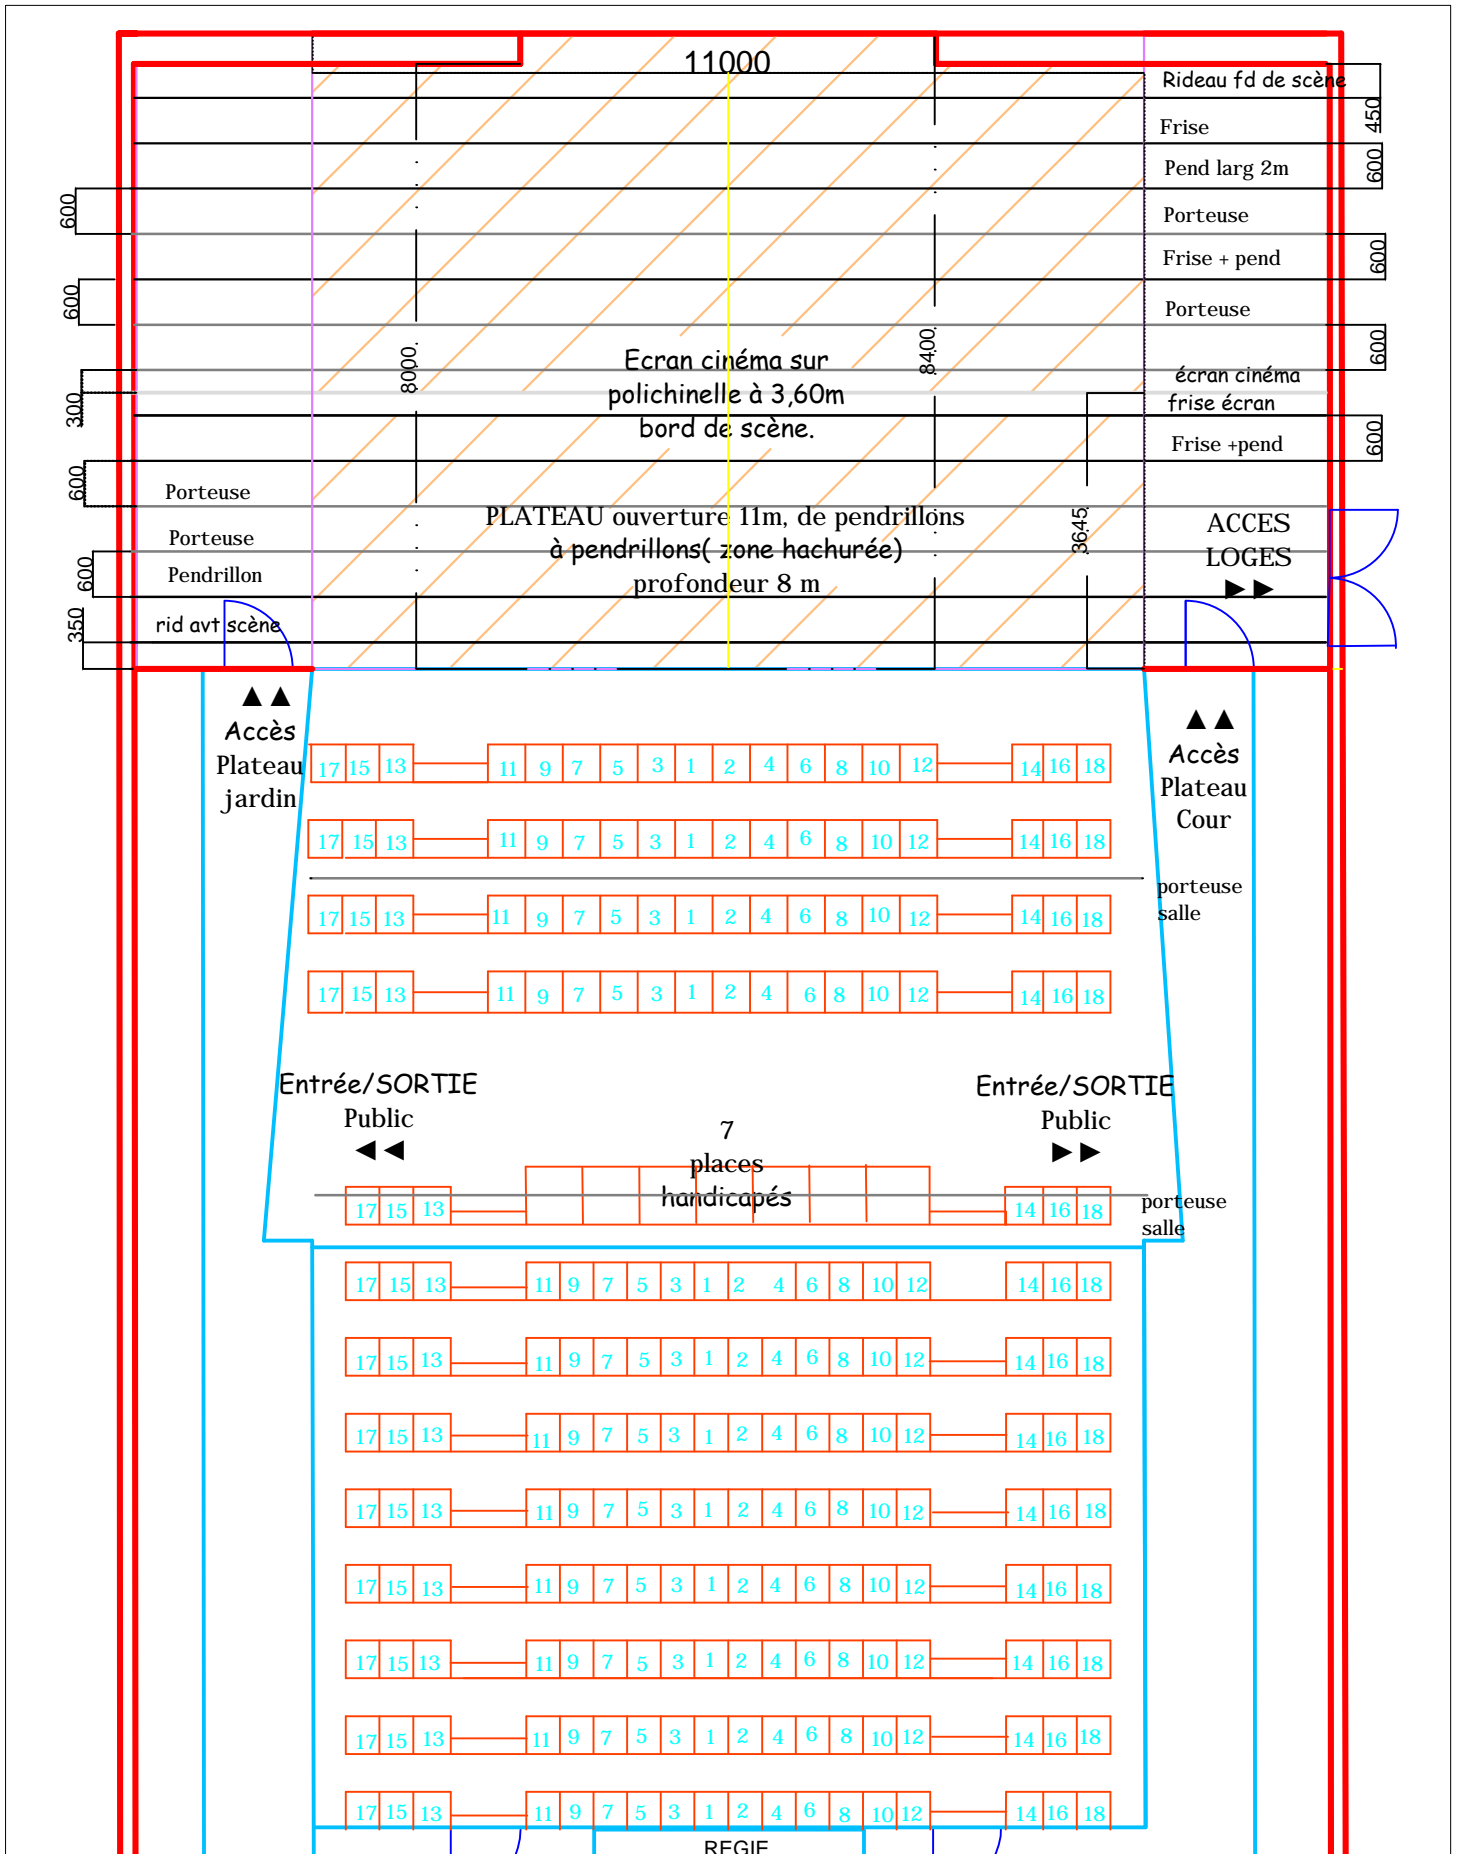 11000
Rideau fd de scène
450
Frise
600
Pend larg 2m
600
Porteuse
Frise + pend
600
600
Porteuse
600
8000.
8400.
Ecran cinéma sur
polichinelle à 3,60m
bord de scène.
écran cinéma
300
frise écran
Frise +pend
600
600
Porteuse
PLATEAU ouverture 11m, de pendrillons
à pendrillons( zone hachurée)
profondeur 8 m
3645
ACCES
LOGES
►►
Porteuse
600
Pendrillon
350
rid avt scène
▲▲
Accès
Plateau
jardin
▲▲
Accès
Plateau
Cour
17 15 13 11 9 7 5 3 1 2 4 6 8 10 12 14 16 18
17 15 13 11 9 7 5 3 1 2 4 6 8 10 12 14 16 18
porteuse
salle
17 15 13 11 9 7 5 3 1 2 4 6 8 10 12 14 16 18
17 15 13 11 9 7 5 3 1 2 4 6 8 10 12 14 16 18
Entrée/SORTIE
Public
◄◄
Entrée/SORTIE
Public
►►
7
places
handicapés
porteuse
salle
17 15 13 14 16 18
17 15 13 11 9 7 5 3 1 2 4 6 8 10 12 14 16 18
17 15 13 11 9 7 5 3 1 2 4 6 8 10 12 14 16 18
17 15 13 11 9 7 5 3 1 2 4 6 8 10 12 14 16 18
17 15 13 11 9 7 5 3 1 2 4 6 8 10 12 14 16 18
17 15 13 11 9 7 5 3 1 2 4 6 8 10 12 14 16 18
17 15 13 11 9 7 5 3 1 2 4 6 8 10 12 14 16 18
17 15 13 11 9 7 5 3 1 2 4 6 8 10 12 14 16 18
17 15 13 11 9 7 5 3 1 2 4 6 8 10 12 14 16 18
REGIE